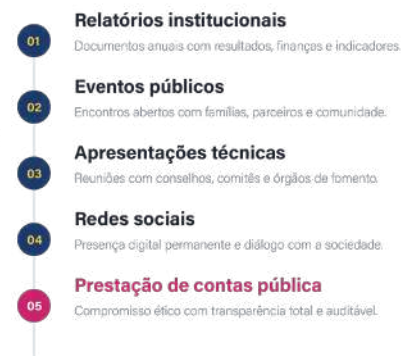 Relatórios institucionais
01
Documentos anuais com resultados, finanças e indicadores.
Eventos públicos
02
Encontros abertos com famílias, parceiros e comunidade.
Apresentações técnicas
03
Reuniões com conselhos, comitês e órgãos de fomento.
Redes sociais
04
Presença digital permanente e diálogo com a sociedade.
Prestação de contas pública
05
Compromisso ético com transparência total e auditável.